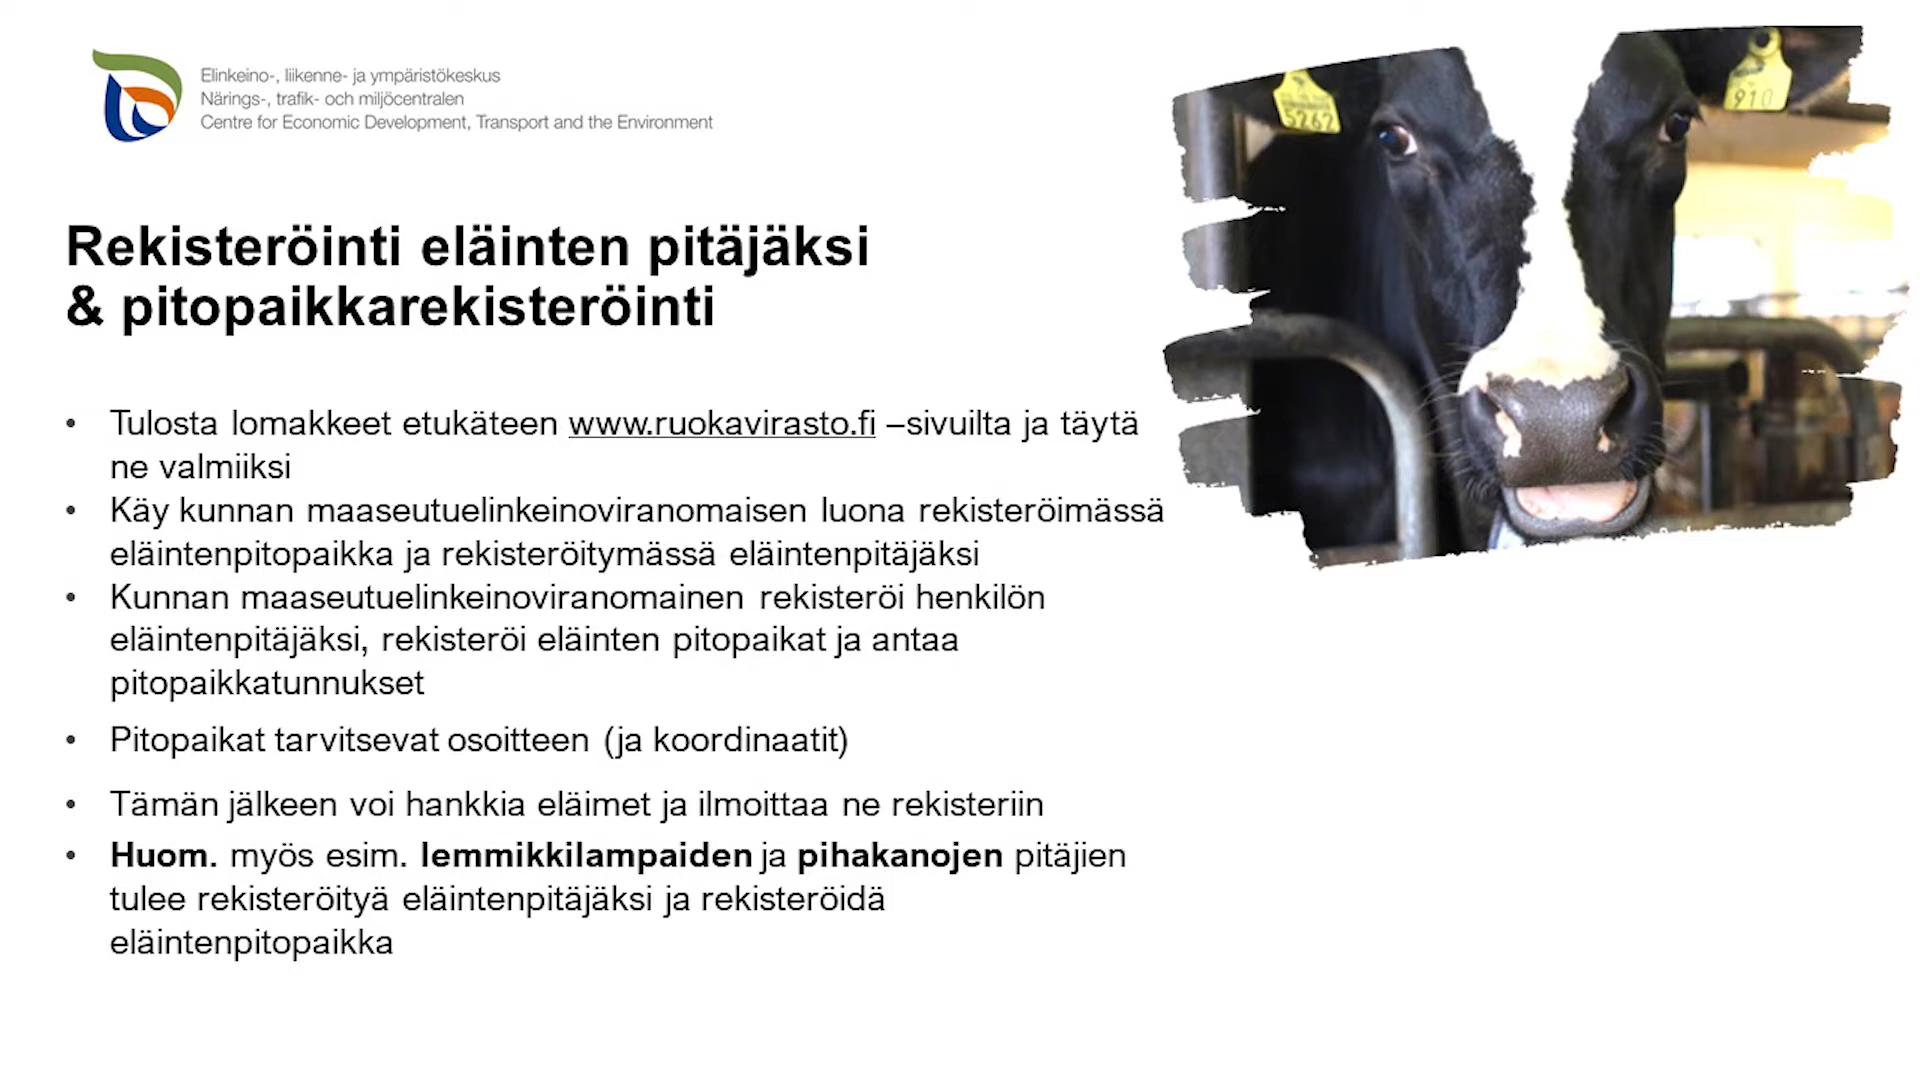 Elinkeino-, liikenne- ja ympäristökeskus
Närings-, trafik- och miljöcentralen
Centre for Economic Development, Transport and the Environment
Rekisteröinti eläinten pitäjäksi
& pitopaikkarekisteröinti
• Tulosta lomakkeet etukäteen www.ruokavirasto.fi –sivuilta ja täytä
ne valmiiksi
• Käy kunnan maaseutuelinkeinoviranomaisen luona rekisteröimässä
eläintenpitopaikka ja rekisteröitymässä eläintenpitäjäksi
• Kunnan maaseutuelinkeinoviranomainen rekisteröi henkilön
eläintenpitäjäksi, rekisteröi eläinten pitopaikat ja antaa
pitopaikkatunnukset
• Pitopaikat tarvitsevat osoitteen (ja koordinaatit)
• Tämän jälkeen voi hankkia eläimet ja ilmoittaa ne rekisteriin
• Huom. myös esim. lemmikkilampaiden ja pihakanojen pitäjien
tulee rekisteröityä eläintenpitäjäksi ja rekisteröidä
eläintenpitopaikka
5262
910